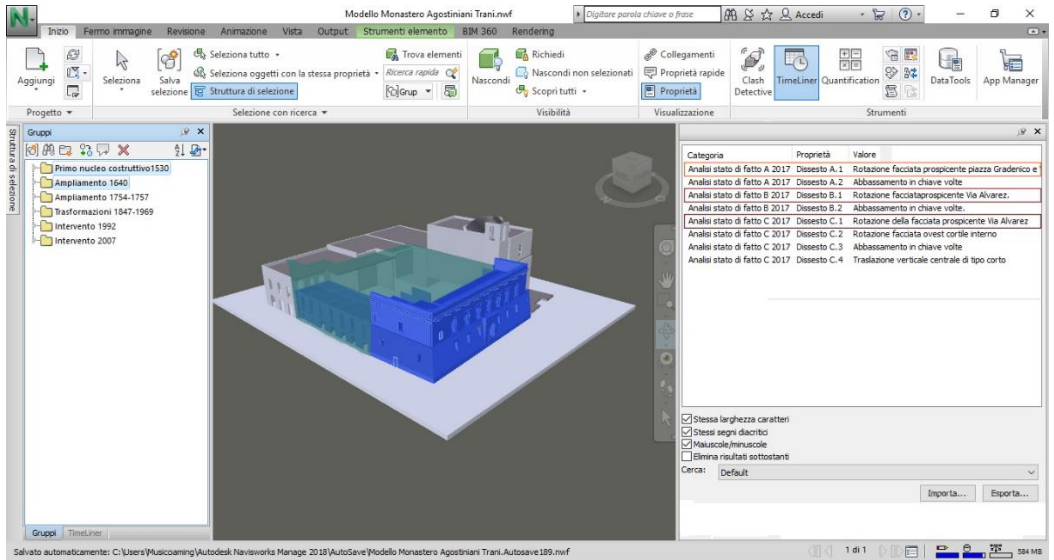 Modello Monastero Agostiniani Trani.nwf
Digitare parola chiave o frase
Accedi
Inizio Fermo immagine Revisione Animazione Vista Output Strumenti elemento BIM 360 Rendering
Aggiungi
Seleziona
Salva selezione
Seleziona tutto
Seleziona oggetti con la stessa proprietà
Struttura di selezione
Trova elementi
Ricerca rapida
Grup
Nascondi
Richiedi
Nascondi non selezionati
Scopri tutti
Collegamenti
Proprietà rapide
Proprietà
Clash Detective
TimeLiner
Quantification
DataTools
App Manager
Progetto
Selezione con ricerca
Visibilità
Visualizzazione
Strumenti
Struttura di selezione
Gruppi
Primo nucleo costruttivo1530
Ampliamento 1640
Ampliamento 1754-1757
Trasformazioni 1847-1969
Intervento 1992
Intervento 2007
Gruppi TimeLiner
Categoria Proprietà Valore
Analisi stato di fatto A 2017 Dissesto A.1 Rotazione facciata prospicente piazza Gradenico e
Analisi stato di fatto A 2017 Dissesto A.2 Abbassamento in chiave volte
Analisi stato di fatto B 2017 Dissesto B.1 Rotazione facciataprospicente Via Alvarez.
Analisi stato di fatto B 2017 Dissesto B.2 Abbassamento in chiave volte.
Analisi stato di fatto C 2017 Dissesto C.1 Rotazione della facciata prospicente Via Alvarez
Analisi stato di fatto C 2017 Dissesto C.2 Rotazione facciata ovest cortile interno
Analisi stato di fatto C 2017 Dissesto C.3 Abbassamento in chiave volte
Analisi stato di fatto C 2017 Dissesto C.4 Traslazione verticale centrale di tipo corto
Stessa larghezza caratteri
Stessi segni diacritici
Maiuscole/minuscole
Elimina risultati sottostanti
Cerca: Default
Importa... Esporta...
Salvato automaticamente: C:\Users\Musicoaming\Autodesk Navisworks Manage 2018\AutoSave\Modello Monastero Agostiniani Trani.Autosave189.nwf
1 di 1
584 MB